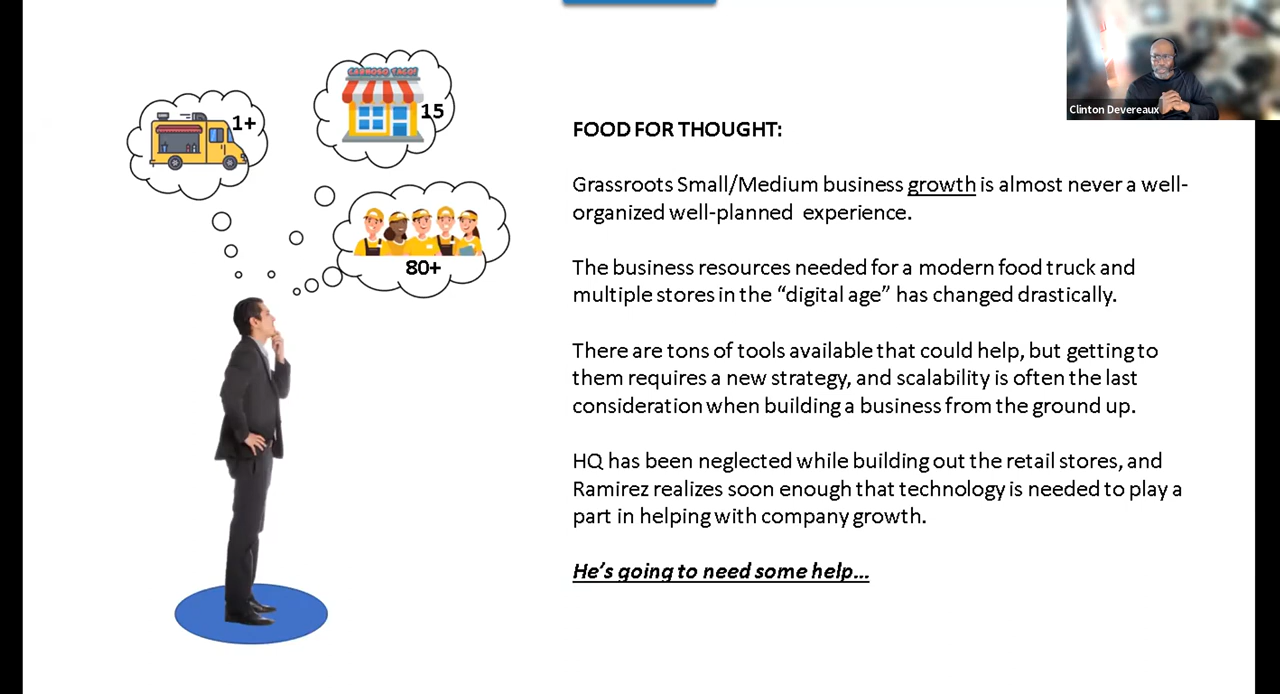 1+
CARNOSO TACO!
15
80+
Clinton Devereaux
FOOD FOR THOUGHT:
Grassroots Small/Medium business growth is almost never a well-
organized well-planned experience.
The business resources needed for a modern food truck and
multiple stores in the “digital age” has changed drastically.
There are tons of tools available that could help, but getting to
them requires a new strategy, and scalability is often the last
consideration when building a business from the ground up.
HQ has been neglected while building out the retail stores, and
Ramirez realizes soon enough that technology is needed to play a
part in helping with company growth.
He’s going to need some help…